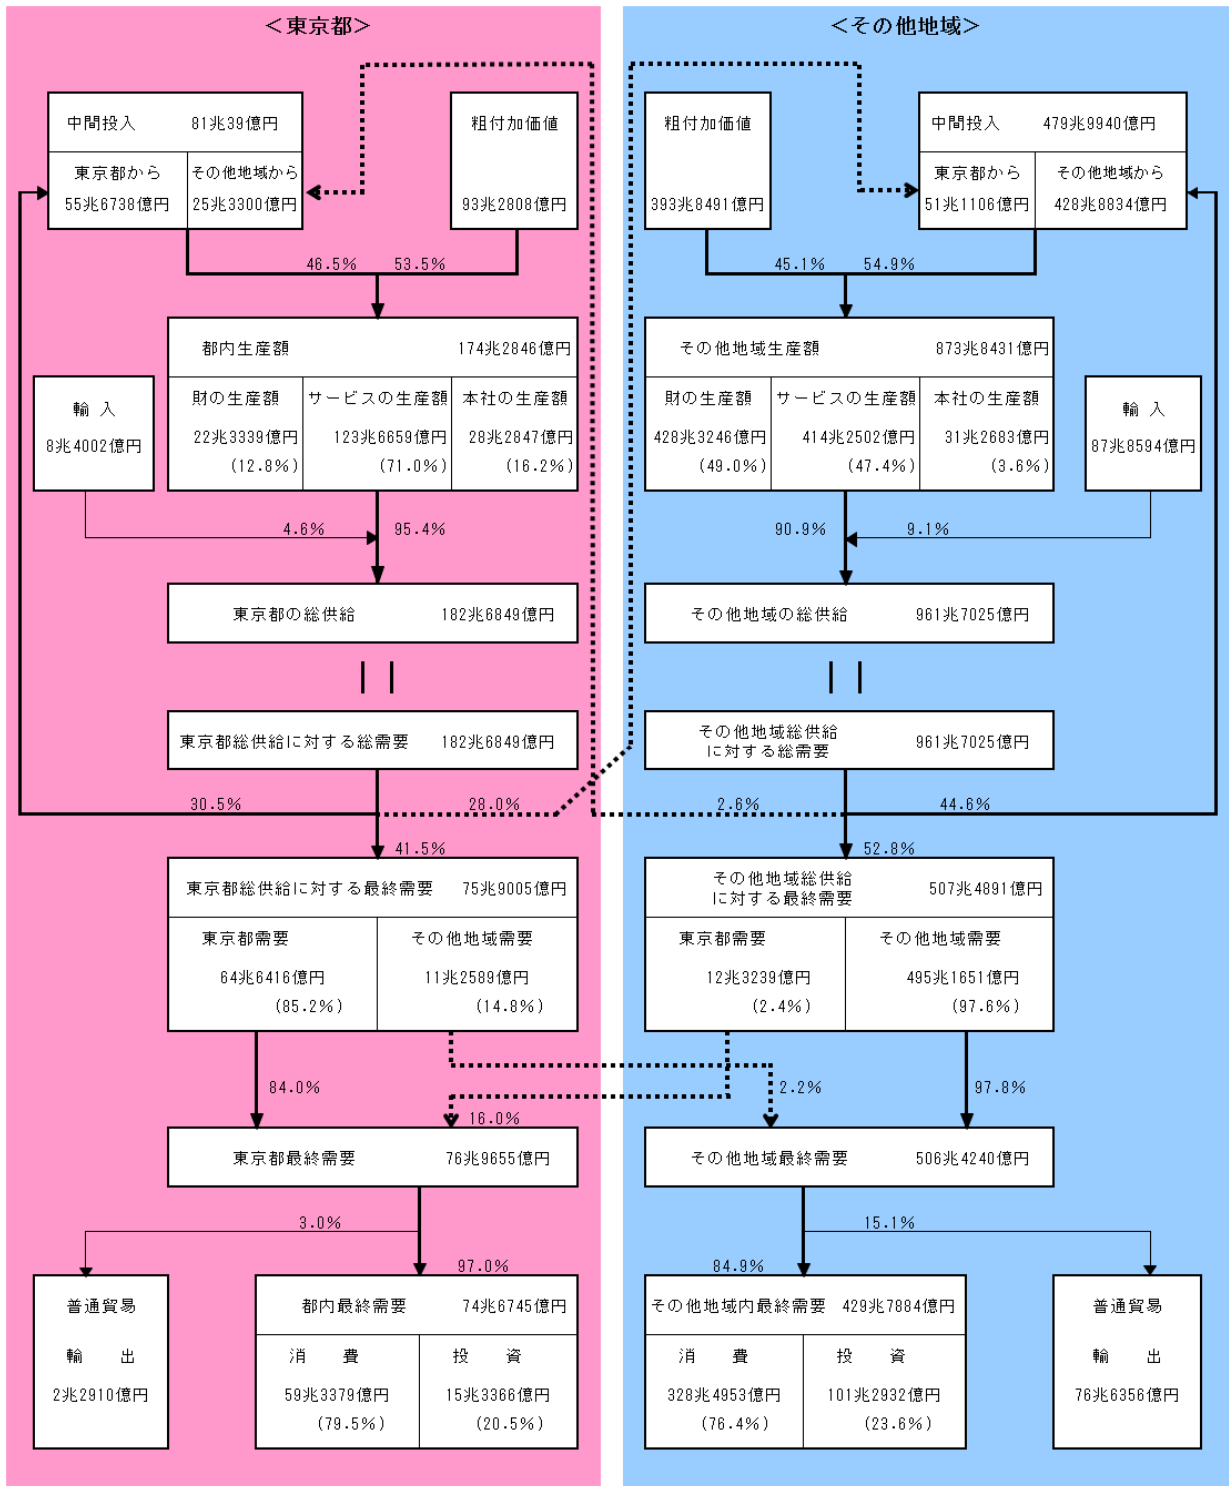 ＜東京都＞
中間投入 81兆39億円
東京都から その他地域から
55兆6738億円 25兆3300億円
粗付加価値
93兆2808億円
46.5% 53.5%
都内生産額 174兆2846億円
財の生産額 サービスの生産額 本社の生産額
22兆3339億円 123兆6659億円 28兆2847億円
(12.8%) (71.0%) (16.2%)
輸 入
8兆4002億円
4.6% 95.4%
東京都の総供給 182兆6849億円
東京都総供給に対する総需要 182兆6849億円
30.5% 28.0%
41.5%
東京都総供給に対する最終需要 75兆9005億円
東京都需要 その他地域需要
64兆6416億円 11兆2589億円
(85.2%) (14.8%)
84.0%
16.0%
東京都最終需要 76兆9655億円
3.0%
97.0%
普通貿易
輸 出
2兆2910億円
都内最終需要 74兆6745億円
消 費 投 資
59兆3379億円 15兆3366億円
(79.5%) (20.5%)
＜その他地域＞
粗付加価値
393兆8491億円
中間投入 479兆9940億円
東京都から その他地域から
51兆1106億円 428兆8834億円
45.1% 54.9%
その他地域生産額 873兆8431億円
財の生産額 サービスの生産額 本社の生産額
428兆3246億円 414兆2502億円 31兆2683億円
(49.0%) (47.4%) (3.6%)
輸 入
87兆8594億円
90.9% 9.1%
その他地域の総供給 961兆7025億円
その他地域総供給
に対する総需要 961兆7025億円
2.6% 44.6%
52.8%
その他地域総供給
に対する最終需要 507兆4891億円
東京都需要 その他地域需要
12兆3239億円 495兆1651億円
(2.4%) (97.6%)
2.2% 97.8%
その他地域最終需要 506兆4240億円
15.1%
84.9%
その他地域内最終需要 429兆7884億円
消 費 投 資
328兆4953億円 101兆2932億円
(76.4%) (23.6%)
普通貿易
輸 出
76兆6356億円